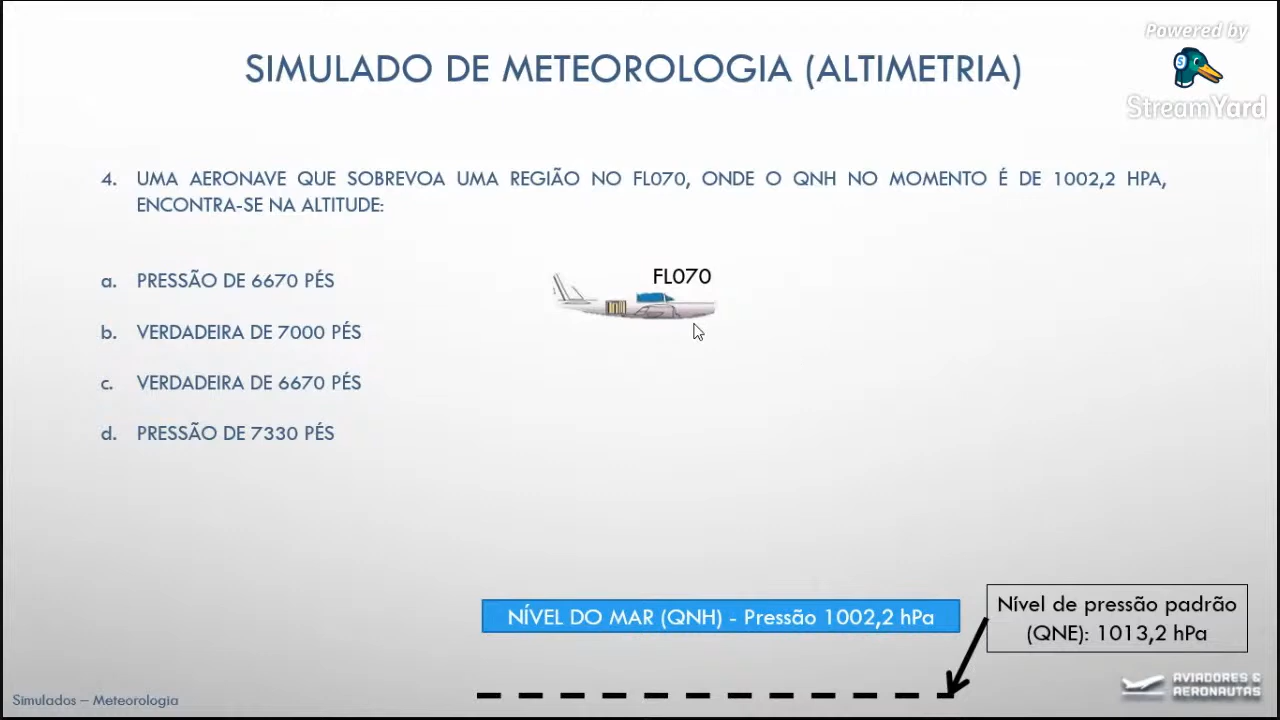 Powered by
StreamYard
SIMULADO DE METEOROLOGIA (ALTIMETRIA)
4. UMA AERONAVE QUE SOBREVOA UMA REGIÃO NO FL070, ONDE O QNH NO MOMENTO É DE 1002,2 HPA,
ENCONTRA-SE NA ALTITUDE:
a. PRESSÃO DE 6670 PÉS
b. VERDADEIRA DE 7000 PÉS
c. VERDADEIRA DE 6670 PÉS
d. PRESSÃO DE 7330 PÉS
FL070
NÍVEL DO MAR (QNH) - Pressão 1002,2 hPa
Nível de pressão padrão
(QNE): 1013,2 hPa
Simulados – Meteorologia
AVIADORES &
AERONAUTAS